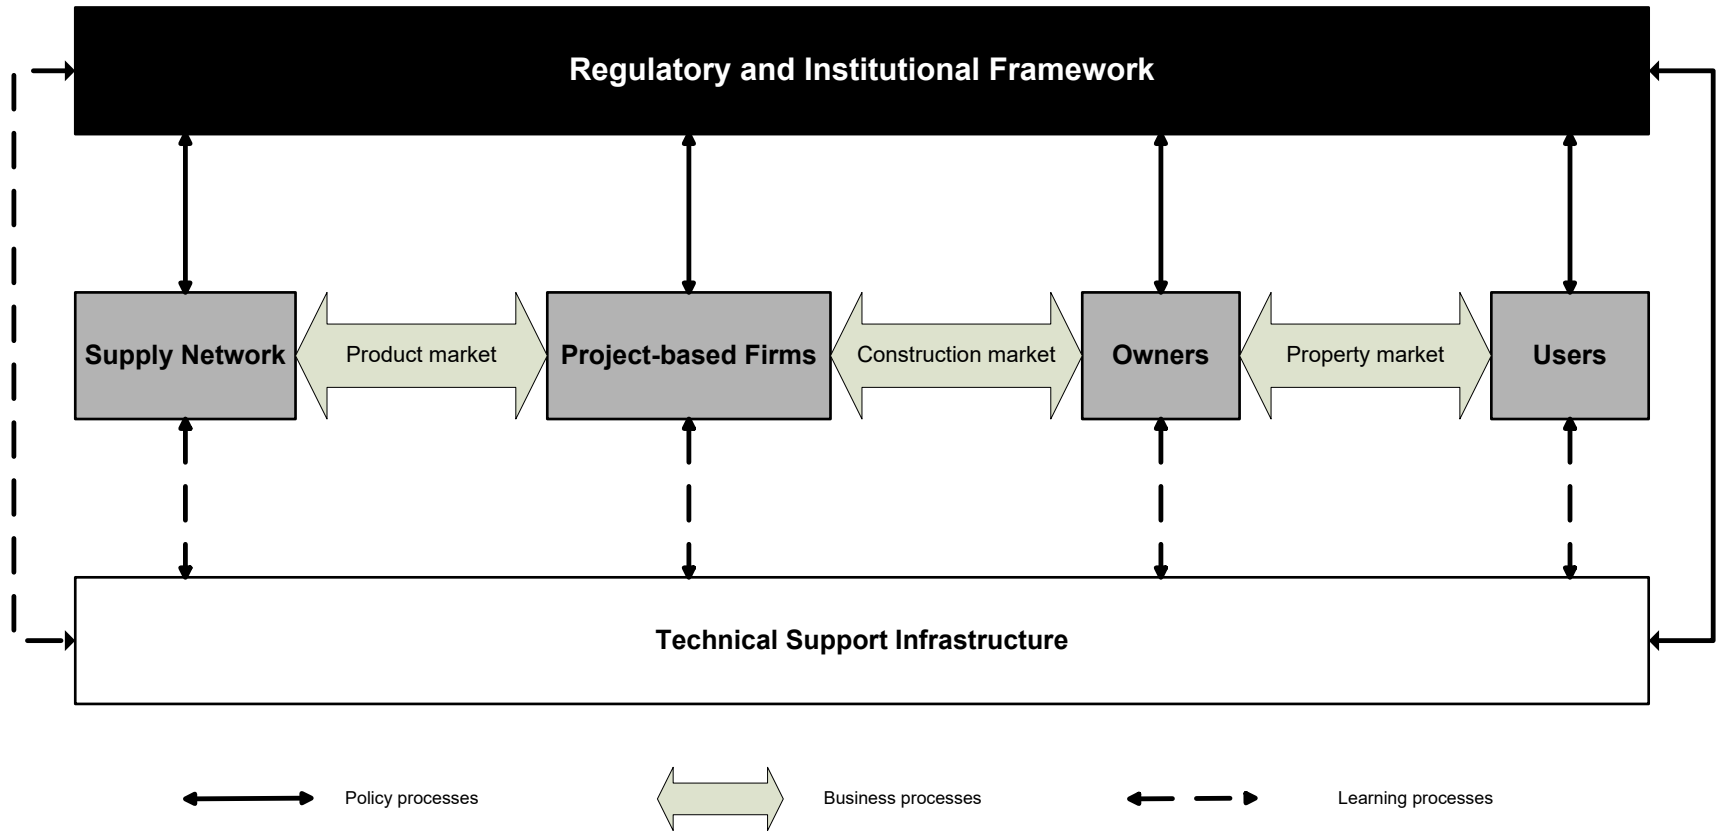 Regulatory and Institutional Framework
Supply Network
Product market
Project-based Firms
Construction market
Owners
Property market
Users
Technical Support Infrastructure
Policy processes
Business processes
Learning processes